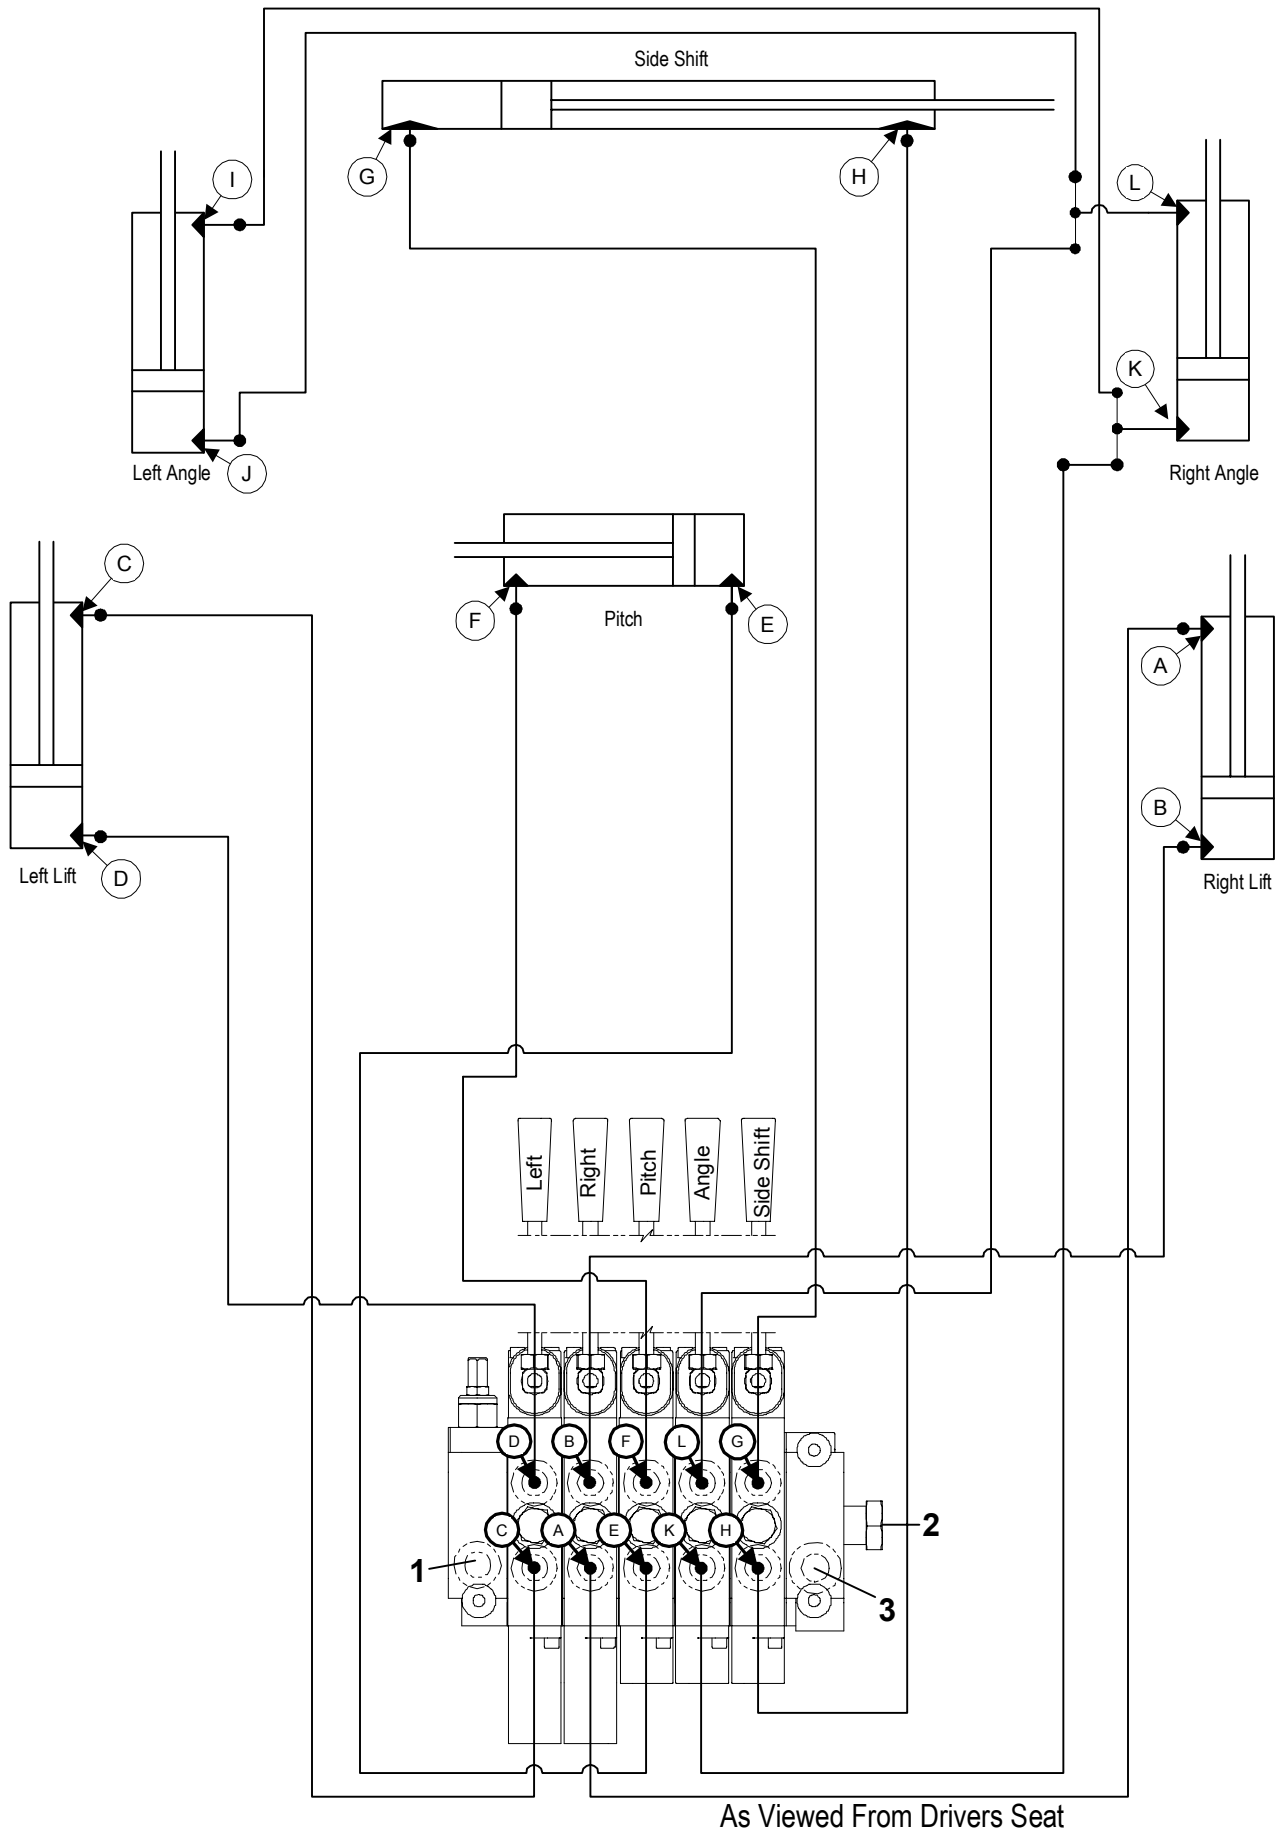 Side Shift
G
H
I
L
K
J
Left Angle
Right Angle
C
F
Pitch
E
A
B
D
Left Lift
Right Lift
Left
Right
Pitch
Angle
Side Shift
D
B
F
L
G
C
A
E
K
H
2
1
3
As Viewed From Drivers Seat